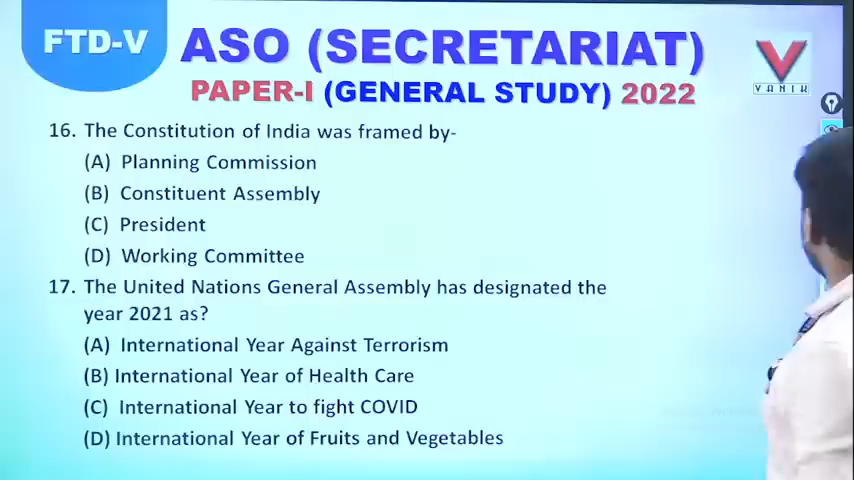 FTD-V
ASO (SECRETARIAT)
PAPER-I (GENERAL STUDY) 2022
VANIK
16. The Constitution of India was framed by-
(A) Planning Commission
(B) Constituent Assembly
(C) President
(D) Working Committee
17. The United Nations General Assembly has designated the
year 2021 as?
(A) International Year Against Terrorism
(B) International Year of Health Care
(C) International Year to fight COVID
(D) International Year of Fruits and Vegetables